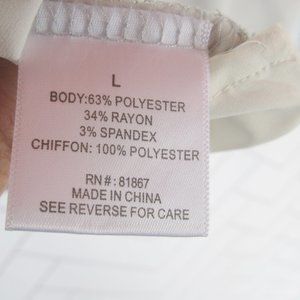 L
BODY:63% POLYESTER
34% RAYON
3% SPANDEX
CHIFFON: 100% POLYESTER
RN#: 81867
MADE IN CHINA
SEE REVERSE FOR CARE